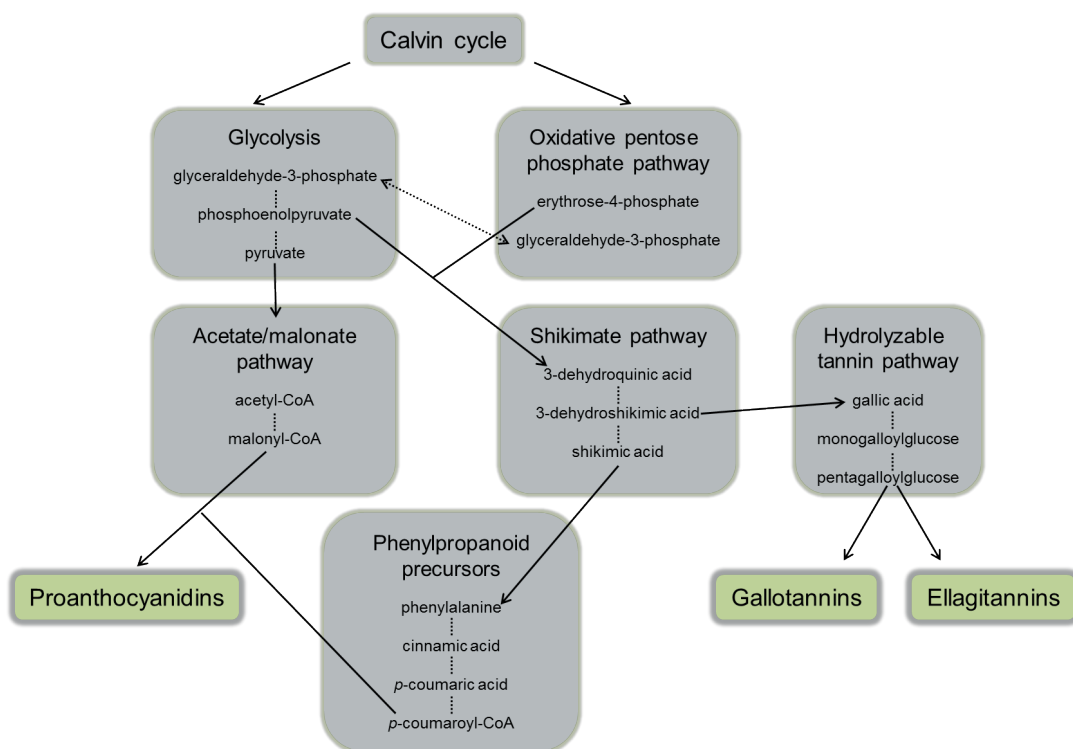 Calvin cycle
Glycolysis
glyceraldehyde-3-phosphate
phosphoenolpyruvate
pyruvate
Oxidative pentose
phosphate pathway
erythrose-4-phosphate
glyceraldehyde-3-phosphate
Acetate/malonate
pathway
acetyl-CoA
malonyl-CoA
Shikimate pathway
3-dehydroquinic acid
3-dehydroshikimic acid
shikimic acid
Hydrolyzable
tannin pathway
gallic acid
monogalloylglucose
pentagalloylglucose
Phenylpropanoid
precursors
phenylalanine
cinnamic acid
p-coumaric acid
p-coumaroyl-CoA
Proanthocyanidins
Gallotannins
Ellagitannins